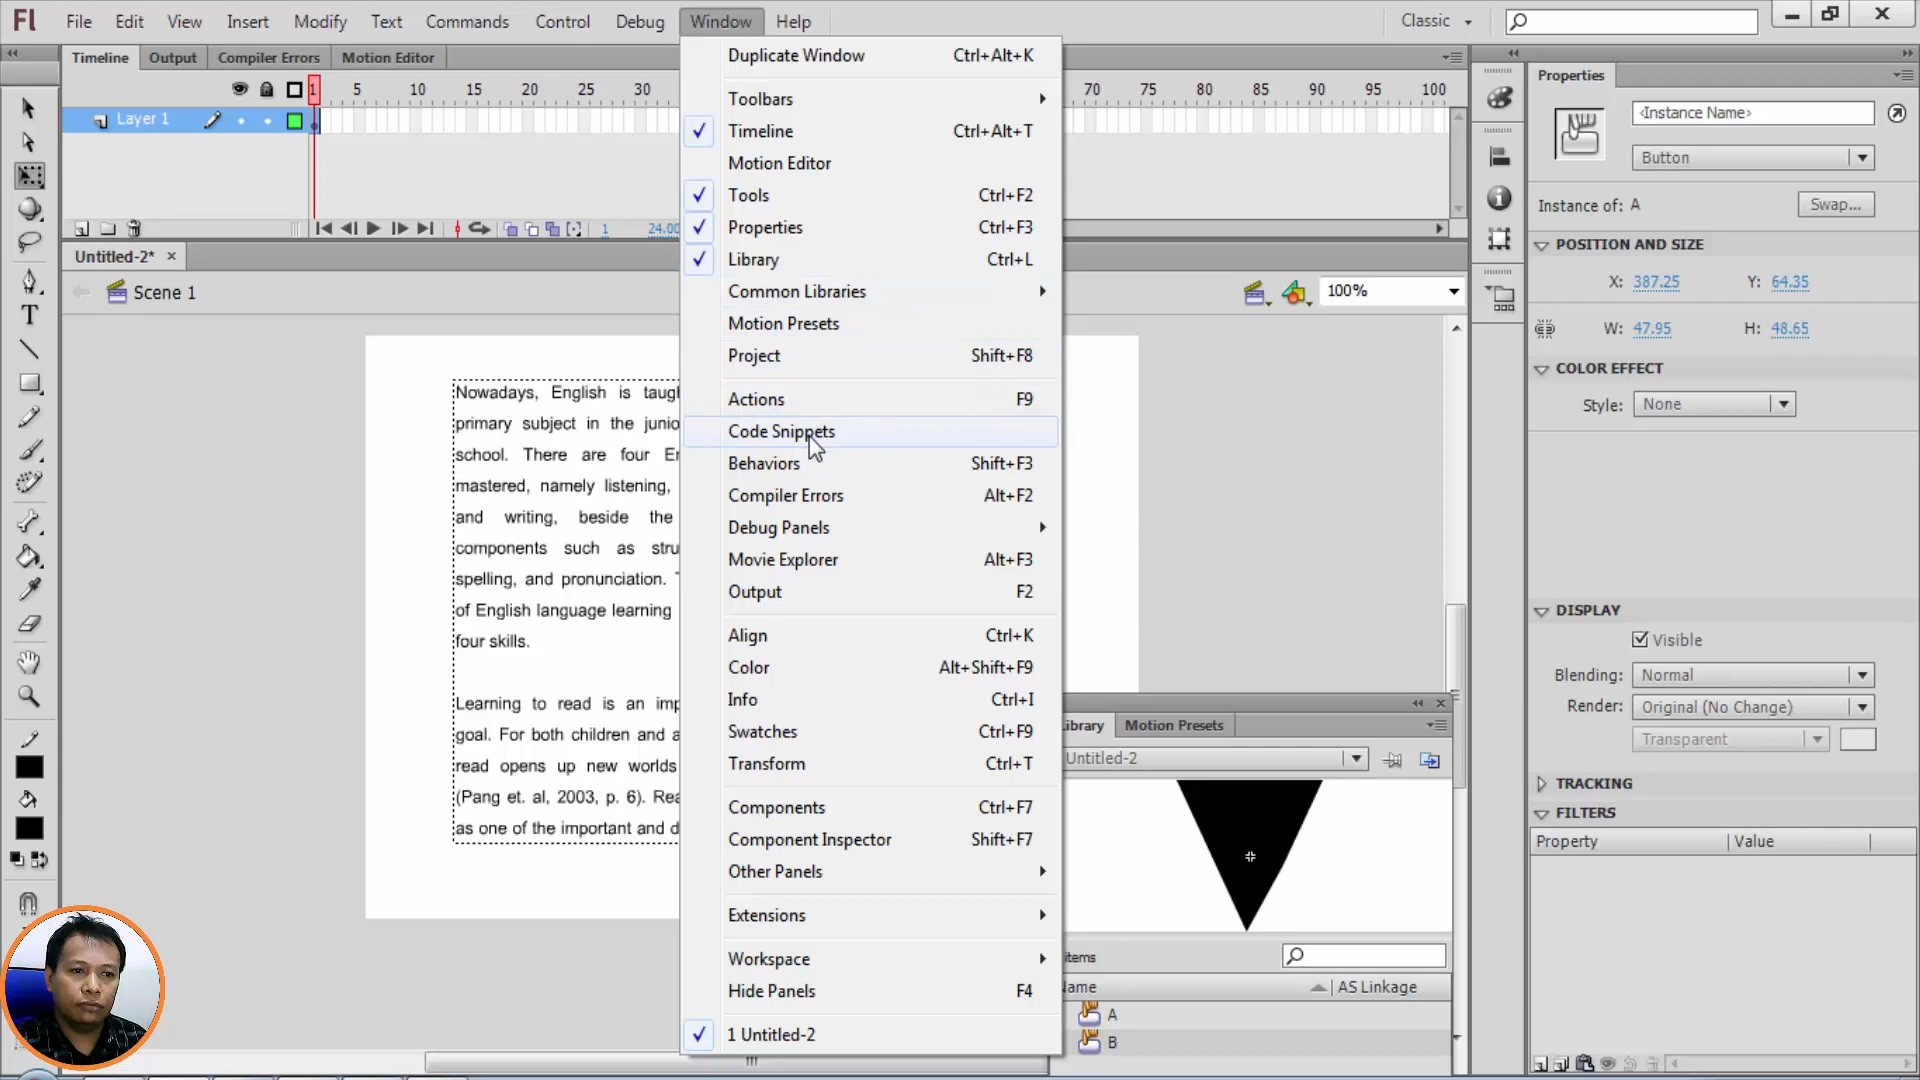 Fl File Edit View Insert Modify Text Commands Control Debug Window Help Classic
Timeline Output Compiler Errors Motion Editor
1 5 10 15 20 25 30 70 75 80 85 90 95 100
Layer 1
1 24.00
Untitled-2*
Scene 1
100%
Nowadays, English is
primary subject in the
school. There are four
mastered, namely listening,
and writing, beside the
components such as
spelling, and pronunciation.
of English language learning
four skills.
Learning to read is an
goal. For both children and
read opens up new worlds
(Pang et. al, 2003, p. 6).
as one of the important and
Duplicate Window Ctrl+Alt+K
Toolbars
Timeline Ctrl+Alt+T
Motion Editor
Tools Ctrl+F2
Properties Ctrl+F3
Library Ctrl+L
Common Libraries
Motion Presets
Project Shift+F8
Actions F9
Code Snippets
Behaviors Shift+F3
Compiler Errors Alt+F2
Debug Panels
Movie Explorer Alt+F3
Output F2
Align Ctrl+K
Color Alt+Shift+F9
Info Ctrl+I
Swatches Ctrl+F9
Transform Ctrl+T
Components Ctrl+F7
Component Inspector Shift+F7
Other Panels
Extensions
Workspace
Hide Panels F4
1 Untitled-2
Motion Presets
Untitled-2
items
AS Linkage
A
B
Properties
<Instance Name>
Button
Instance of: A Swap...
POSITION AND SIZE
X: 387.25 Y: 64.35
W: 47.95 H: 48.65
COLOR EFFECT
Style: None
DISPLAY
Visible
Blending: Normal
Render: Original (No Change)
Transparent
TRACKING
FILTERS
Property Value